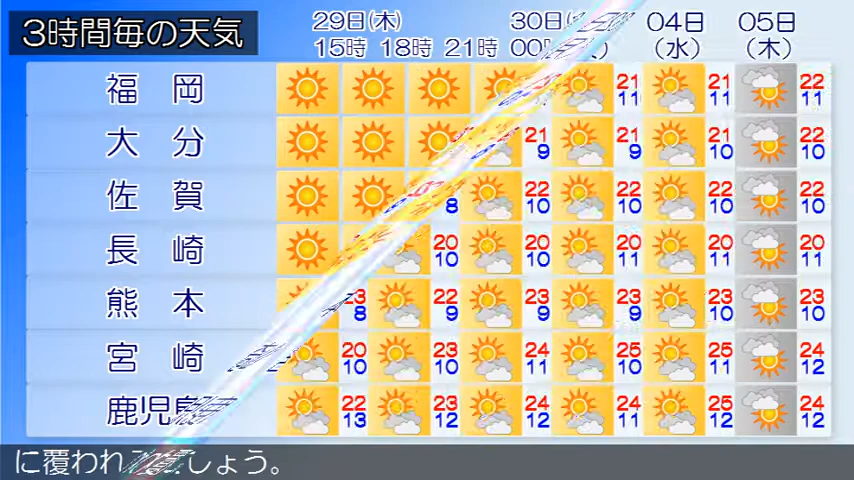 3時間毎の天気
29日(木) 30日 04日 05日
15時 18時 21時 00 (水) (木)
福岡 21 11 21 11 22 11
大分 21 9 21 9 21 10 22 10
佐賀 8 22 10 22 10 22 10 22 10
長崎 20 10 20 10 20 11 20 11 20 11
熊本 23 8 22 9 23 9 23 9 23 10 23 10
宮崎 20 10 23 10 24 11 25 10 25 11 24 12
鹿児島 22 13 23 12 24 12 24 11 25 12 24 12
に覆われ しょう。